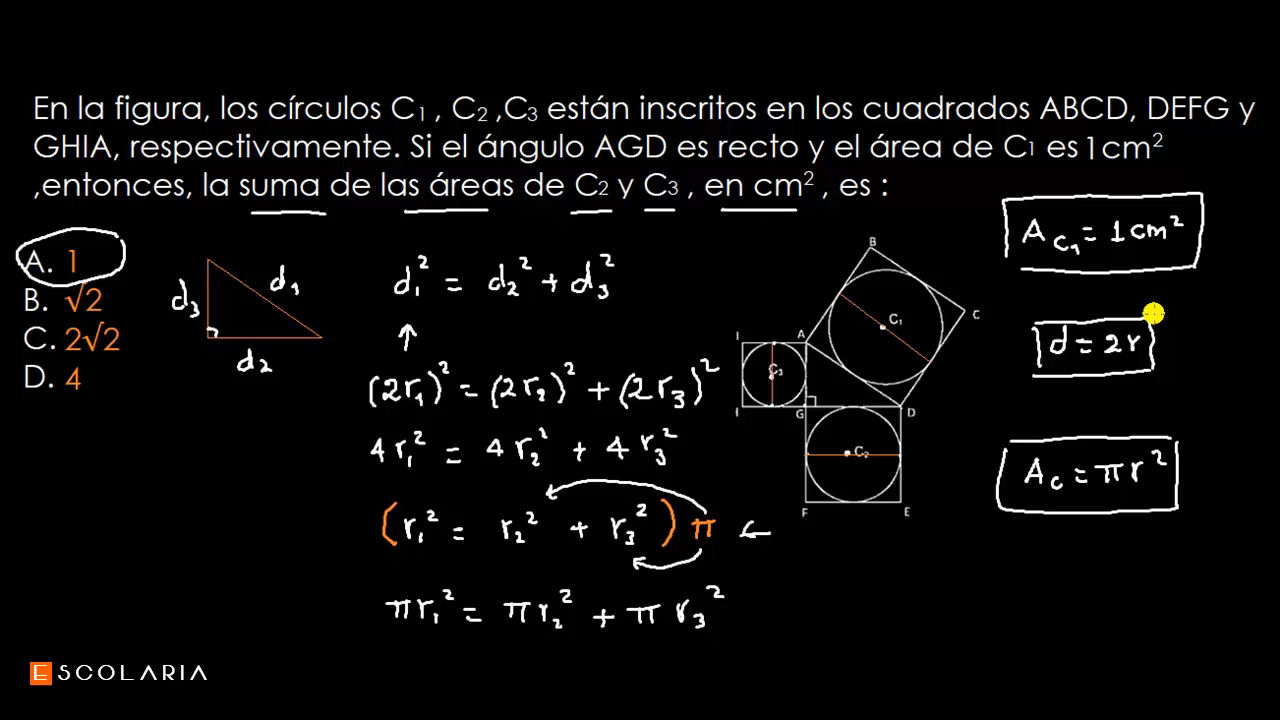 En la figura, los círculos C₁ , C₂ ,C₃ están inscritos en los cuadrados ABCD, DEFG y
GHIA, respectivamente. Si el ángulo AGD es recto y el área de C₁ es 1cm²
,entonces, la suma de las áreas de C₂ y C₃ , en cm² , es :
A. 1
B. √2
C. 2√2
D. 4
d₃
d₁
d₂
d₁² = d₂² + d₃²
(2r₁)² = (2r₂)² + (2r₃)²
4r₁² = 4r₂² + 4r₃²
(r₁² = r₂² + r₃²) π ←
πr₁² = πr₂² + πr₃²
B
C₁
C
I
A
C₃
I
G
D
C₂
F
E
A C₁ = 1cm²
d = 2r
Ac = πr²
ESCOLARIA